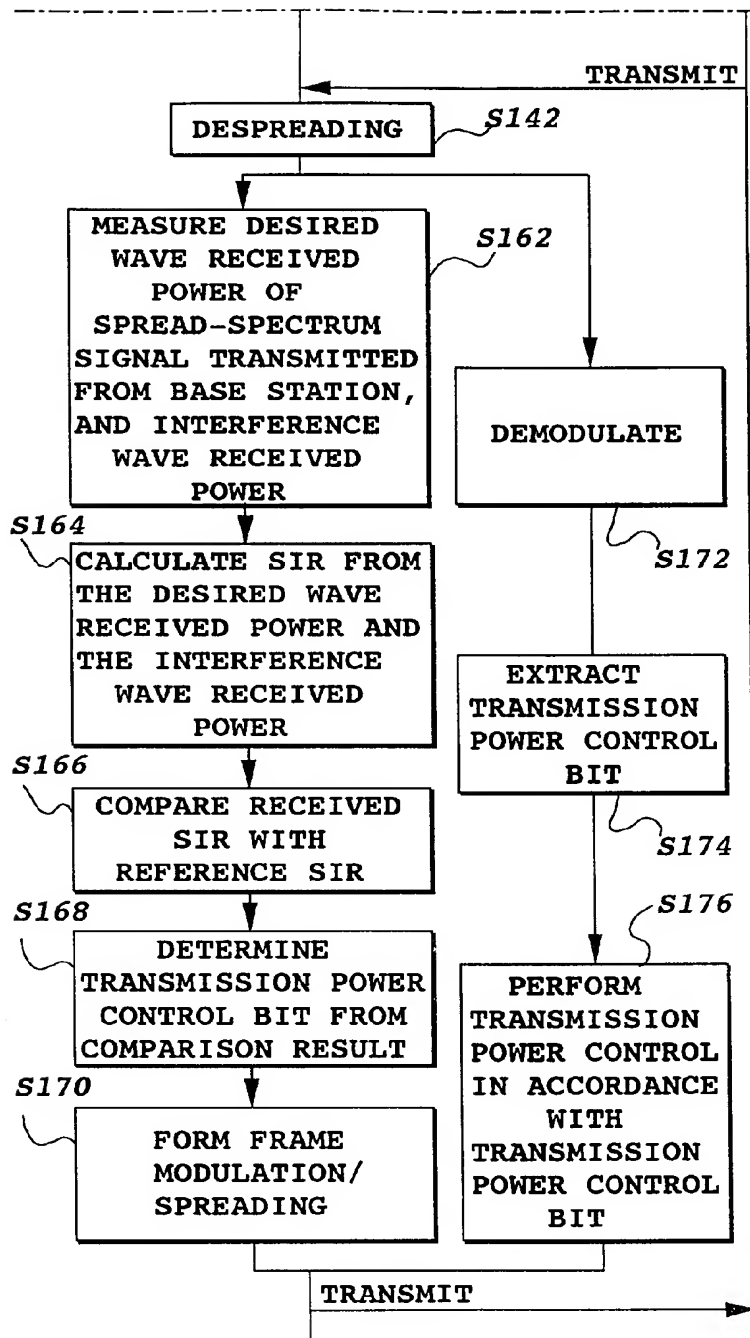 TRANSMIT
DESPREADING
S142
MEASURE DESIRED
WAVE RECEIVED
POWER OF
SPREAD-SPECTRUM
SIGNAL TRANSMITTED
FROM BASE STATION,
AND INTERFERENCE
WAVE RECEIVED
POWER
S162
DEMODULATE
S172
S164
CALCULATE SIR FROM
THE DESIRED WAVE
RECEIVED POWER AND
THE INTERFERENCE
WAVE RECEIVED
POWER
EXTRACT
TRANSMISSION
POWER CONTROL
BIT
S174
S166
COMPARE RECEIVED
SIR WITH
REFERENCE SIR
S168
DETERMINE
TRANSMISSION POWER
CONTROL BIT FROM
COMPARISON RESULT
S176
PERFORM
TRANSMISSION
POWER CONTROL
IN ACCORDANCE
WITH
TRANSMISSION
POWER CONTROL
BIT
S170
FORM FRAME
MODULATION/
SPREADING
TRANSMIT